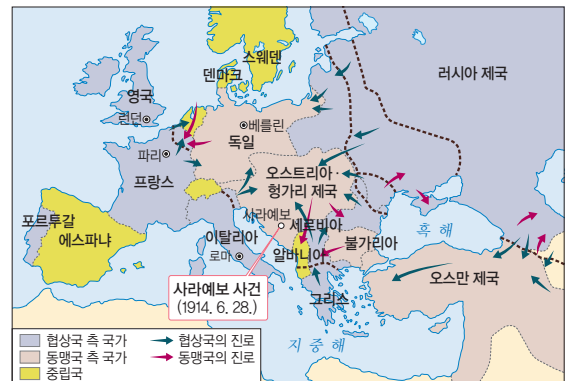 스웨덴
덴마크
러시아 제국
영국
런던
베를린
독일
파리
프랑스
오스트리아
헝가리 제국
사라예보
세르비아
포르투갈
에스파냐
이탈리아
로마
알바니아
불가리아
흑해
오스만 제국
그리스
사라예보 사건
(1914. 6. 28.)
지중해
협상국 측 국가
협상국의 진로
동맹국 측 국가
동맹국의 진로
중립국